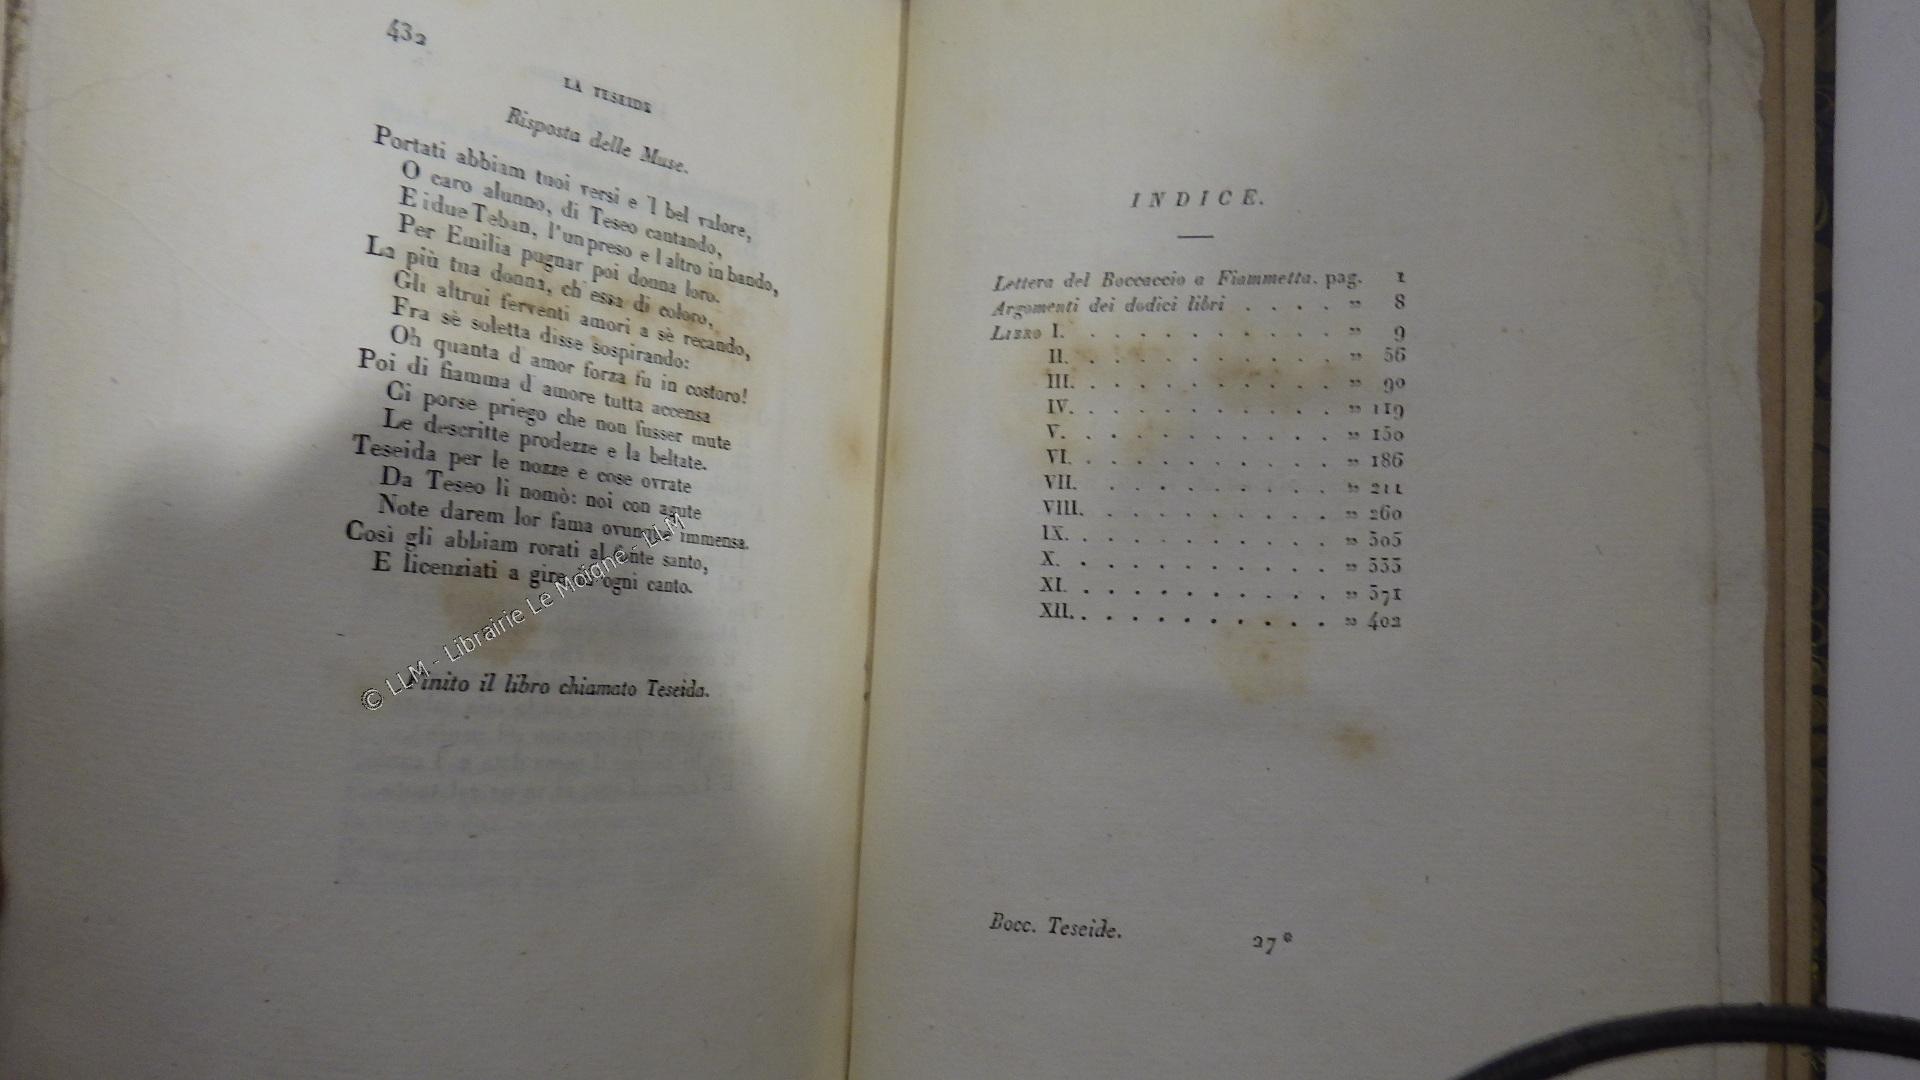 432
LA TESEIDE
Risposta delle Muse.
Portati abbiam tuoi versi e 'l bel valore,
O caro alunno, di Teseo cantando,
E i due Teban, l'un preso e l altro in bando,
Per Emilia pugnar poi donna loro.
La più tua donna, ch' essa di coloro,
Gli altrui ferventi amori a sè recando,
Fra sè soletta disse sospirando:
Oh quanta d amor forza fu in costoro!
Poi di fiamma d amore tutta accensa
Ci porse priego che non fusser mute
Le descritte prodezze e la beltate.
Teseida per le nozze e cose ovrate
Da Teseo li nomò: noi con agute
Note darem lor fama ovunque immensa.
Così gli abbiam rorati al fonte santo,
E licenziati a gire in ogni canto.
Finito il libro chiamato Teseida.
© LLM - Librairie Le Moigne - LLM
INDICE.
Lettera del Boccaccio a Fiammetta. pag. 1
Argomenti dei dodici libri . . . . " 8
LIBRO I. . . . . . . . . . . " 9
II. . . . . . . . . . . " 56
III. . . . . . . . . . . " 90
IV. . . . . . . . . . . " 119
V. . . . . . . . . . . " 150
VI. . . . . . . . . . . " 186
VII. . . . . . . . . . " 211
VIII. . . . . . . . . . " 260
IX. . . . . . . . . . . " 305
X. . . . . . . . . . . " 333
XI. . . . . . . . . . . " 371
XII. . . . . . . . . . . " 402
Bocc. Teseide. 27*